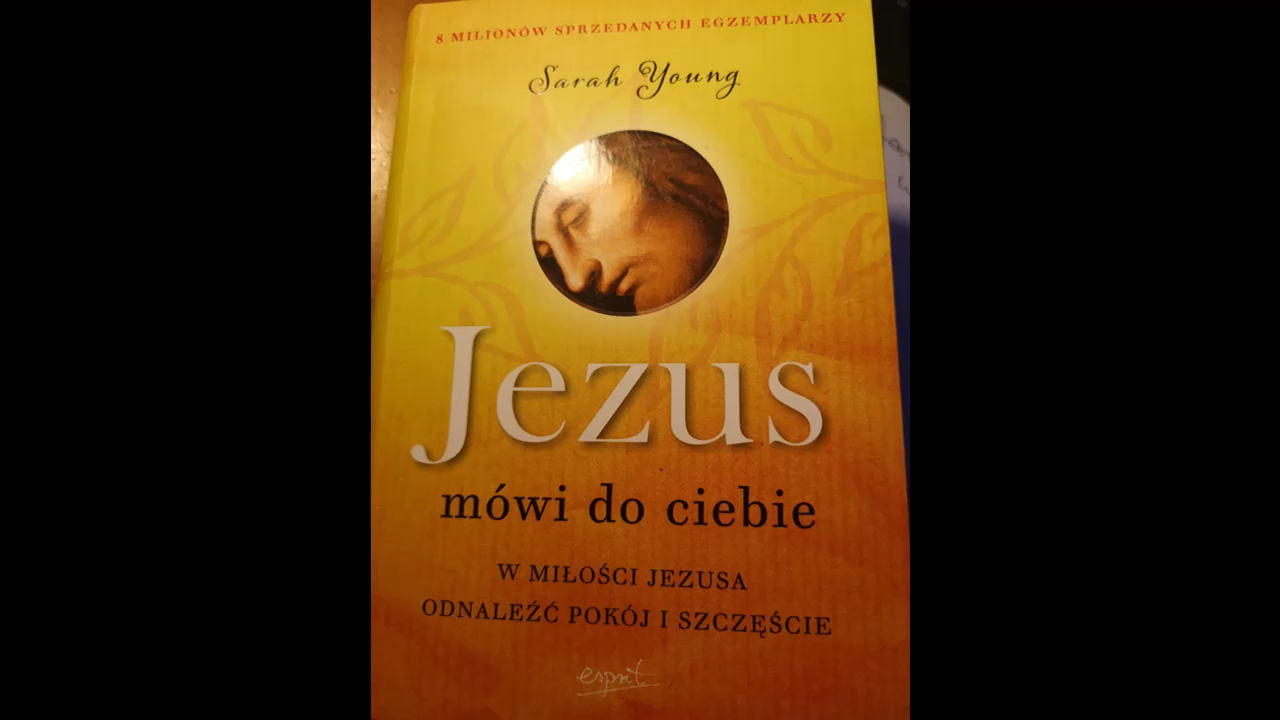 8 MILIONÓW SPRZEDANYCH EGZEMPLARZY
Sarah Young
Jezus
mówi do ciebie
W MIŁOŚCI JEZUSA
ODNALEŹĆ POKÓJ I SZCZĘŚCIE
esprit